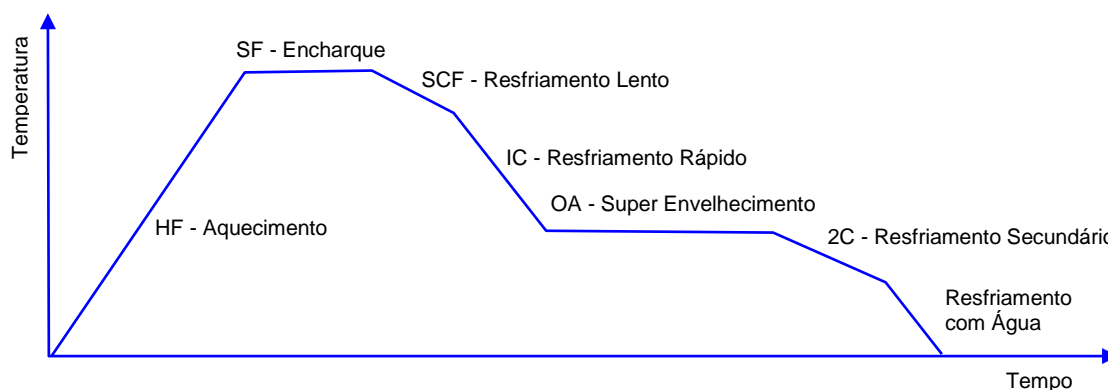 Temperatura
SF - Encharque
SCF - Resfriamento Lento
IC - Resfriamento Rápido
OA - Super Envelhecimento
HF - Aquecimento
2C - Resfriamento Secundário
Resfriamento
com Água
Tempo